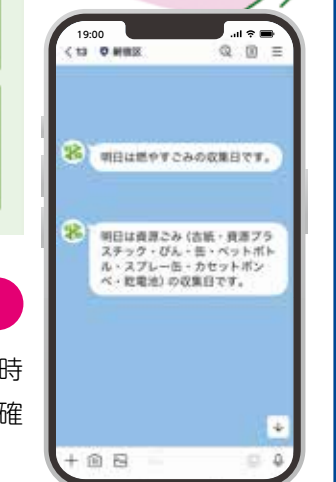 19:00
13 新宿区
明日は燃やすごみの収集日です。
明日は資源ごみ(古紙・資源プラ
スチック・びん・缶・ペットボト
ル・スプレー缶・カセットボン
ベ・乾電池)の収集日です。
時
確